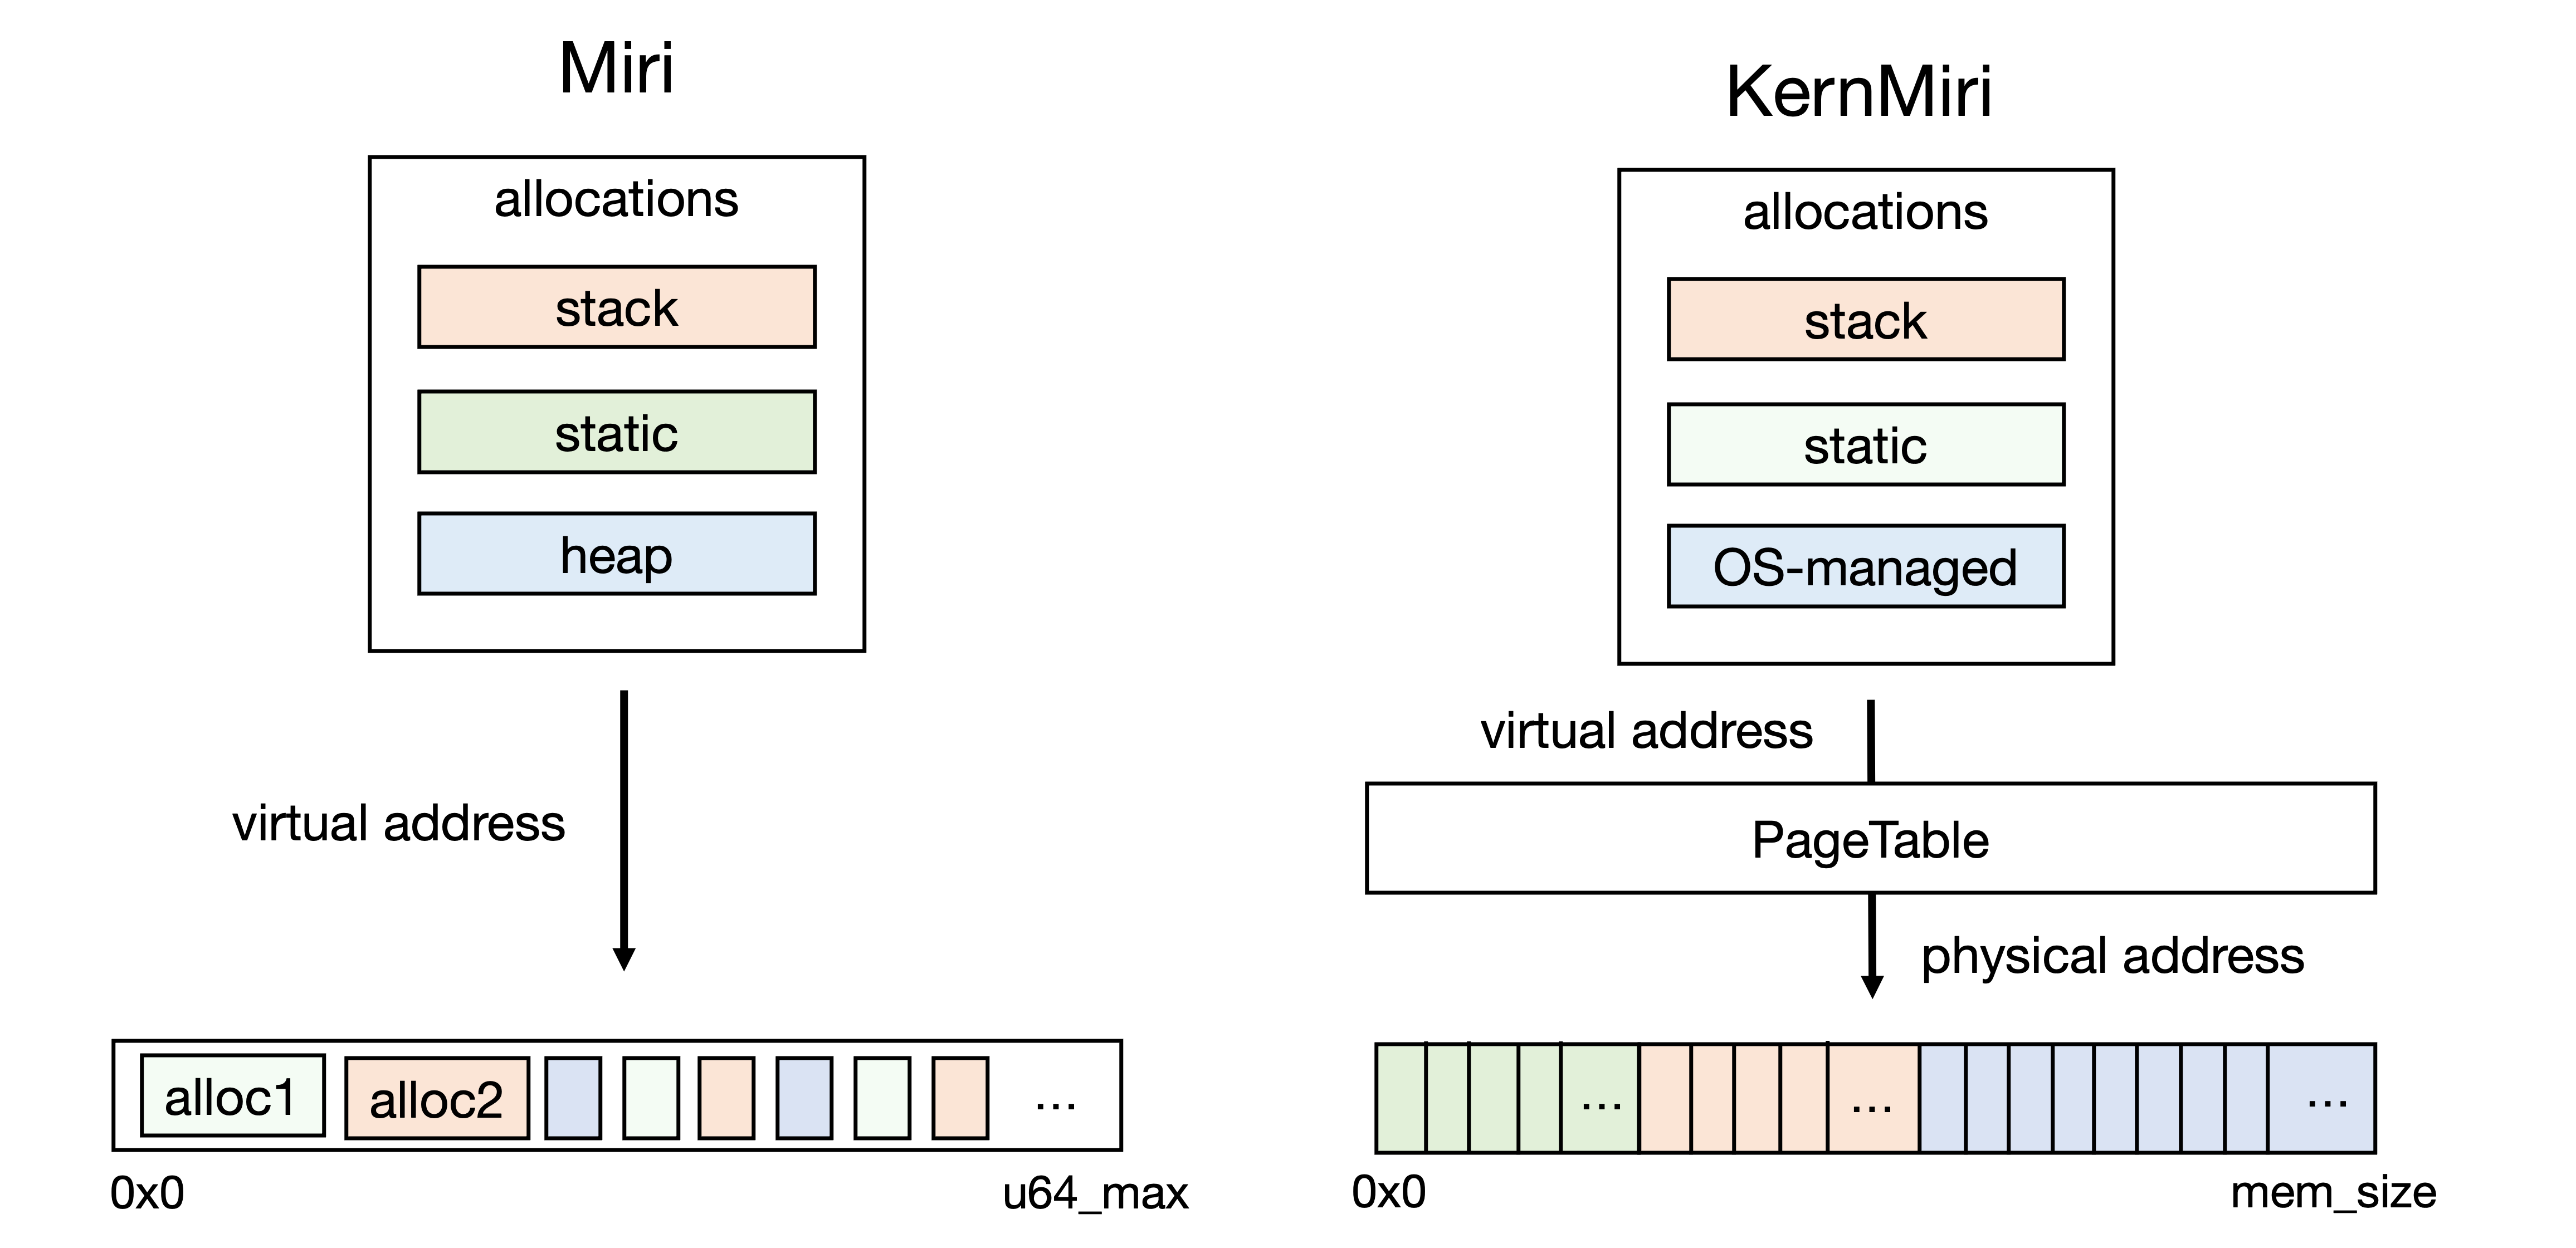 Miri
allocations
stack
static
heap
virtual address
alloc1
alloc2
...
0x0
u64_max
KernMiri
allocations
stack
static
OS-managed
virtual address
PageTable
physical address
...
...
...
0x0
mem_size